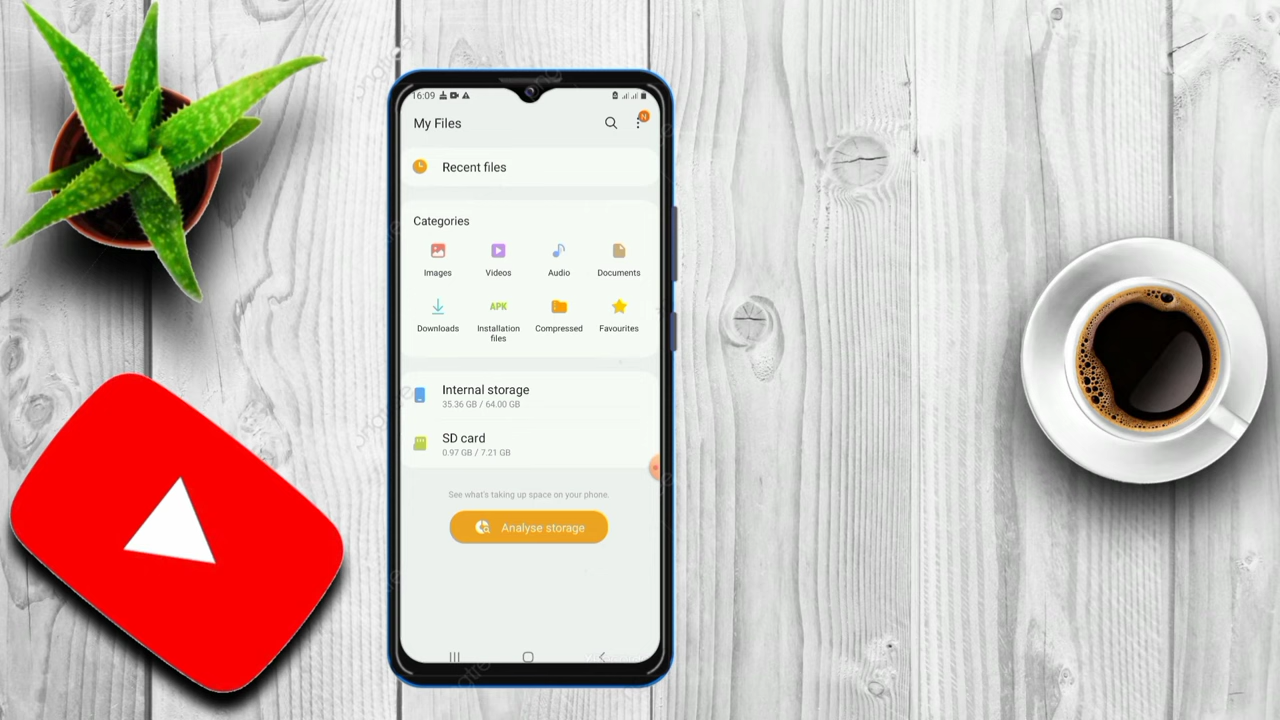 16:09
My Files
N
Recent files
Categories
Images
Videos
Audio
Documents
Downloads
APK
Installation
files
Compressed
Favourites
Internal storage
35.36 GB / 64.00 GB
SD card
0.97 GB / 7.21 GB
See what's taking up space on your phone.
Analyse storage